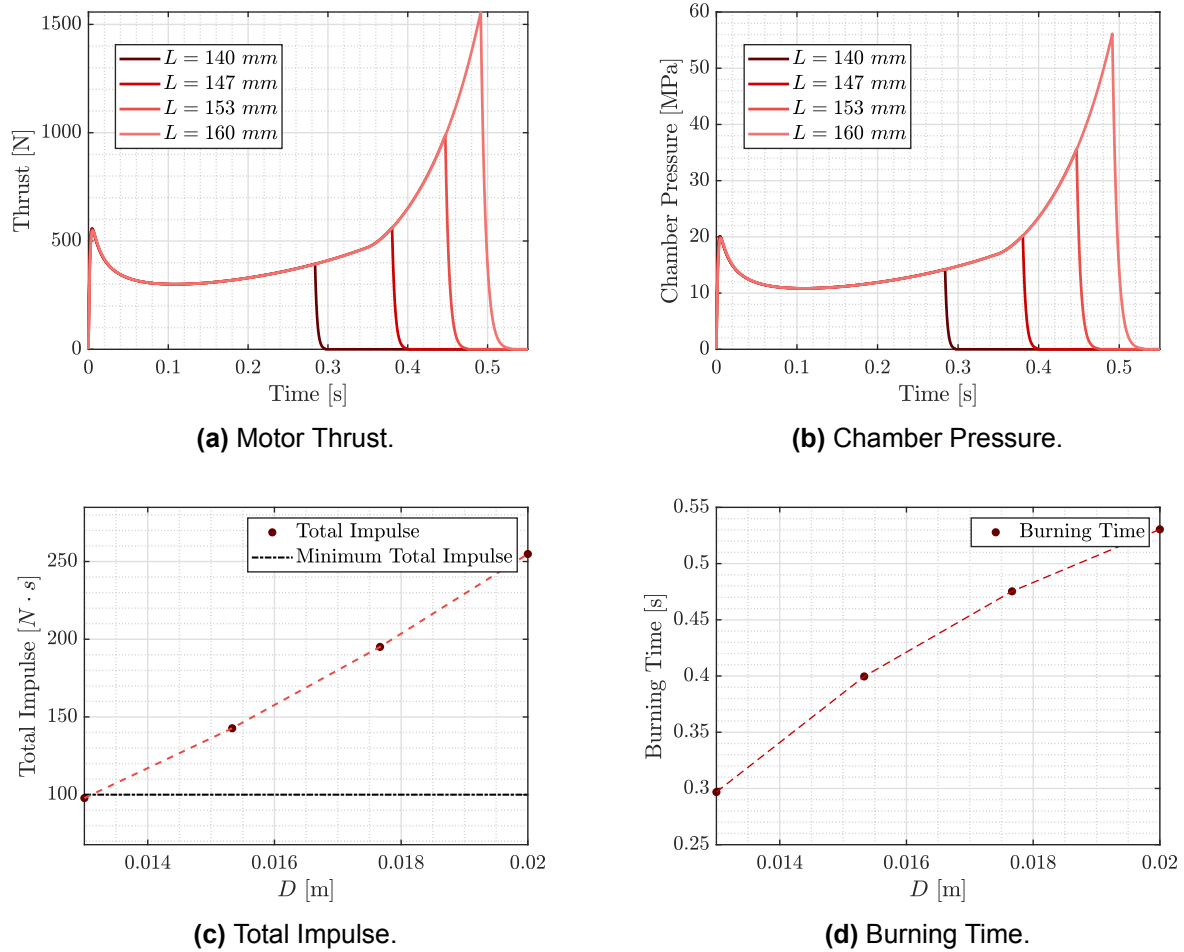 1500
1000
500
0
Thrust [N]
L = 140 mm
L = 147 mm
L = 153 mm
L = 160 mm
0 0.1 0.2 0.3 0.4 0.5
Time [s]
(a) Motor Thrust.
60
50
40
30
20
10
0
Chamber Pressure [MPa]
L = 140 mm
L = 147 mm
L = 153 mm
L = 160 mm
0 0.1 0.2 0.3 0.4 0.5
Time [s]
(b) Chamber Pressure.
250
200
150
100
Total Impulse [N · s]
Total Impulse
Minimum Total Impulse
0.014 0.016 0.018 0.02
D [m]
(c) Total Impulse.
0.55
0.5
0.45
0.4
0.35
0.3
0.25
Burning Time [s]
Burning Time
0.014 0.016 0.018 0.02
D [m]
(d) Burning Time.